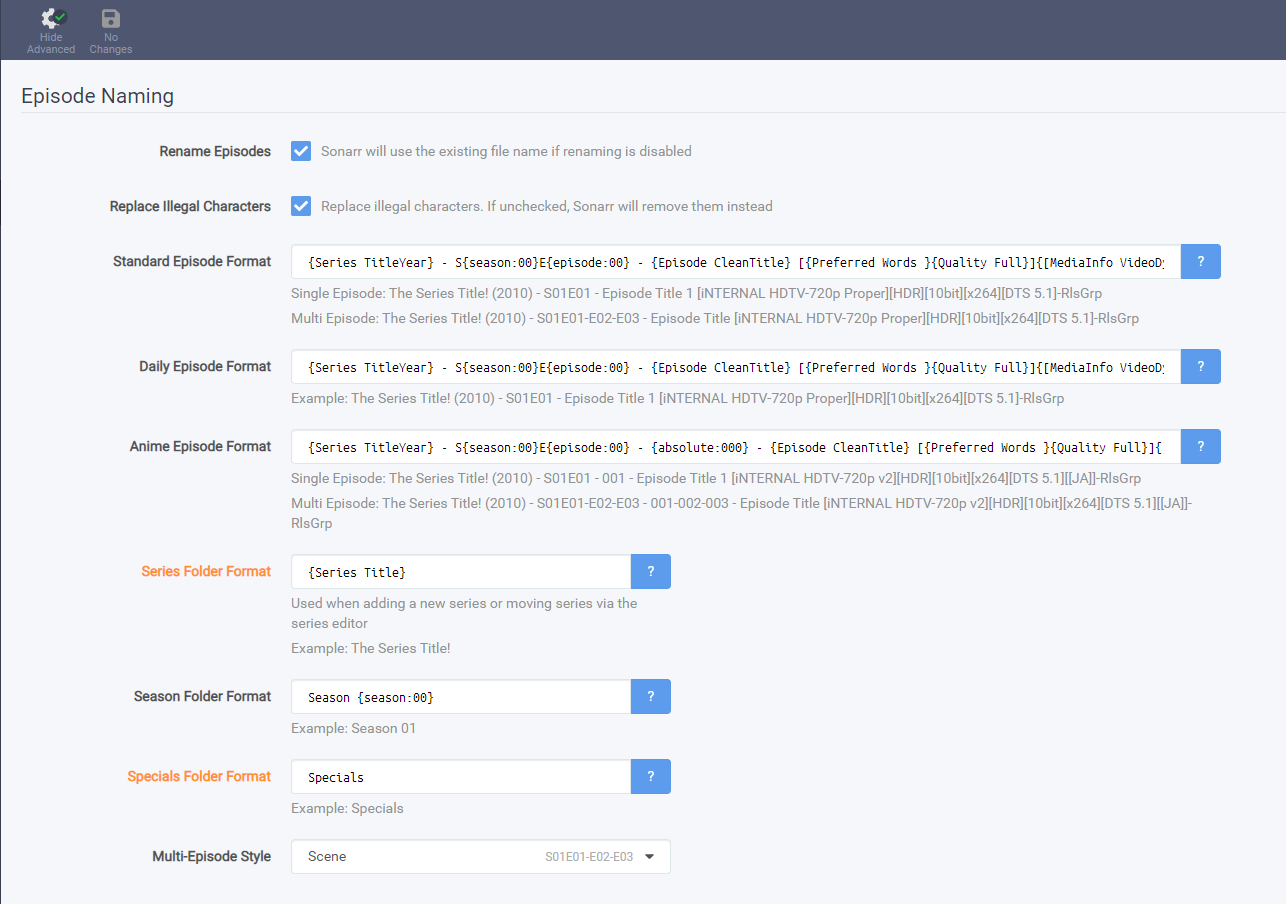 Hide
Advanced
No
Changes
Episode Naming
Rename Episodes
Sonarr will use the existing file name if renaming is disabled
Replace Illegal Characters
Replace illegal characters. If unchecked, Sonarr will remove them instead
Standard Episode Format
{Series TitleYear} - S{season:00}E{episode:00} - {Episode CleanTitle} [{Preferred Words }{Quality Full}]{[MediaInfo VideoDy
?
Single Episode: The Series Title! (2010) - S01E01 - Episode Title 1 [iNTERNAL HDTV-720p Proper][HDR][10bit][x264][DTS 5.1]-RlsGrp
Multi Episode: The Series Title! (2010) - S01E01-E02-E03 - Episode Title [iNTERNAL HDTV-720p Proper][HDR][10bit][x264][DTS 5.1]-RlsGrp
Daily Episode Format
{Series TitleYear} - S{season:00}E{episode:00} - {Episode CleanTitle} [{Preferred Words }{Quality Full}]{[MediaInfo VideoDy
?
Example: The Series Title! (2010) - S01E01 - Episode Title 1 [iNTERNAL HDTV-720p Proper][HDR][10bit][x264][DTS 5.1]-RlsGrp
Anime Episode Format
{Series TitleYear} - S{season:00}E{episode:00} - {absolute:000} - {Episode CleanTitle} [{Preferred Words }{Quality Full}]{
?
Single Episode: The Series Title! (2010) - S01E01 - 001 - Episode Title 1 [iNTERNAL HDTV-720p v2][HDR][10bit][x264][DTS 5.1][[JA]]-RlsGrp
Multi Episode: The Series Title! (2010) - S01E01-E02-E03 - 001-002-003 - Episode Title [iNTERNAL HDTV-720p v2][HDR][10bit][x264][DTS 5.1][[JA]]-
RlsGrp
Series Folder Format
{Series Title}
?
Used when adding a new series or moving series via the
series editor
Example: The Series Title!
Season Folder Format
Season {season:00}
?
Example: Season 01
Specials Folder Format
Specials
?
Example: Specials
Multi-Episode Style
Scene
S01E01-E02-E03